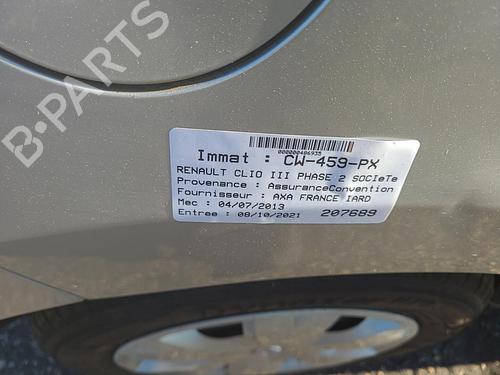 B-Parts
000000486935
Immat : CW-459-PX
RENAULT CLIO III PHASE 2 SOCIeTe
Provenance : AssuranceConvention
Fournisseur : AXA FRANCE IARD
Mec : 04/07/2013
Entree : 08/10/2021 207689